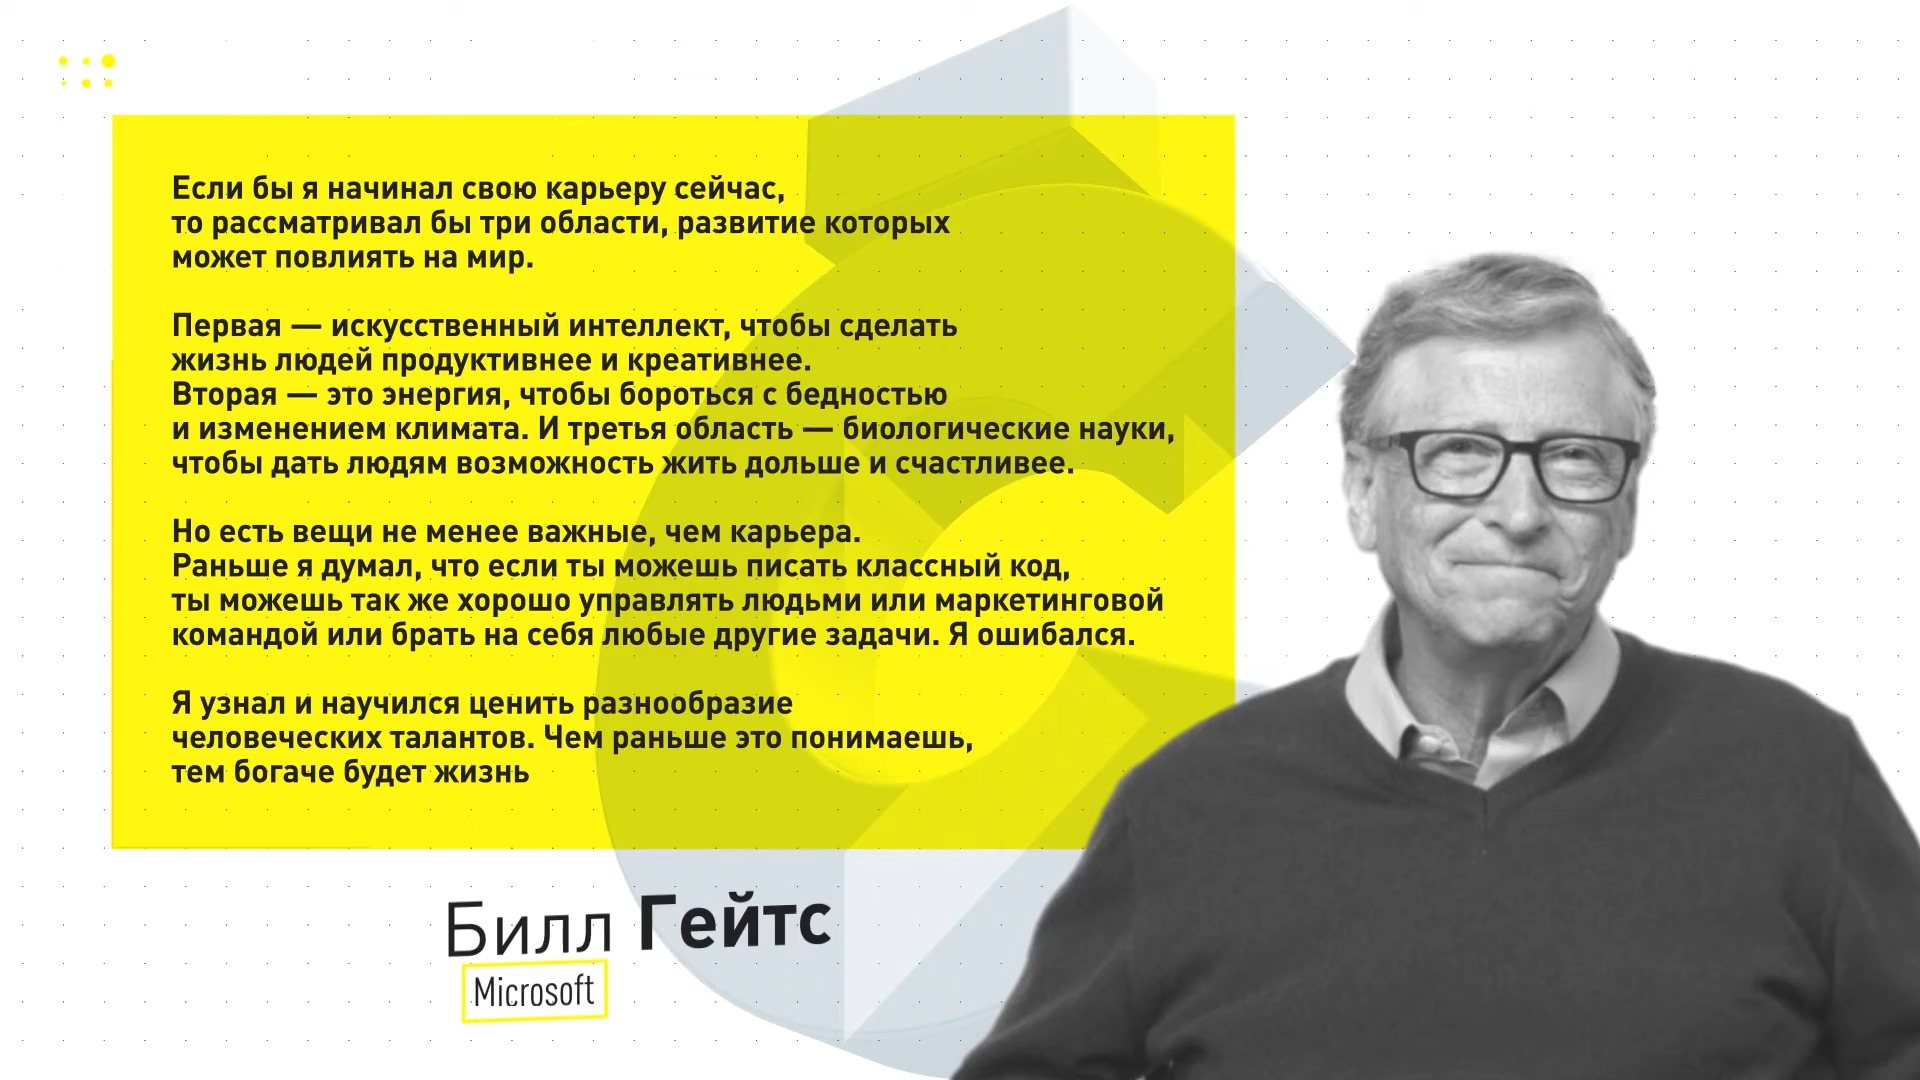 Если бы я начинал свою карьеру сейчас,
то рассматривал бы три области, развитие которых
может повлиять на мир.
Первая — искусственный интеллект, чтобы сделать
жизнь людей продуктивнее и креативнее.
Вторая — это энергия, чтобы бороться с бедностью
и изменением климата. И третья область — биологические науки,
чтобы дать людям возможность жить дольше и счастливее.
Но есть вещи не менее важные, чем карьера.
Раньше я думал, что если ты можешь писать классный код,
ты можешь так же хорошо управлять людьми или маркетинговой
командой или брать на себя любые другие задачи. Я ошибался.
Я узнал и научился ценить разнообразие
человеческих талантов. Чем раньше это понимаешь,
тем богаче будет жизнь
Билл Гейтс
Microsoft